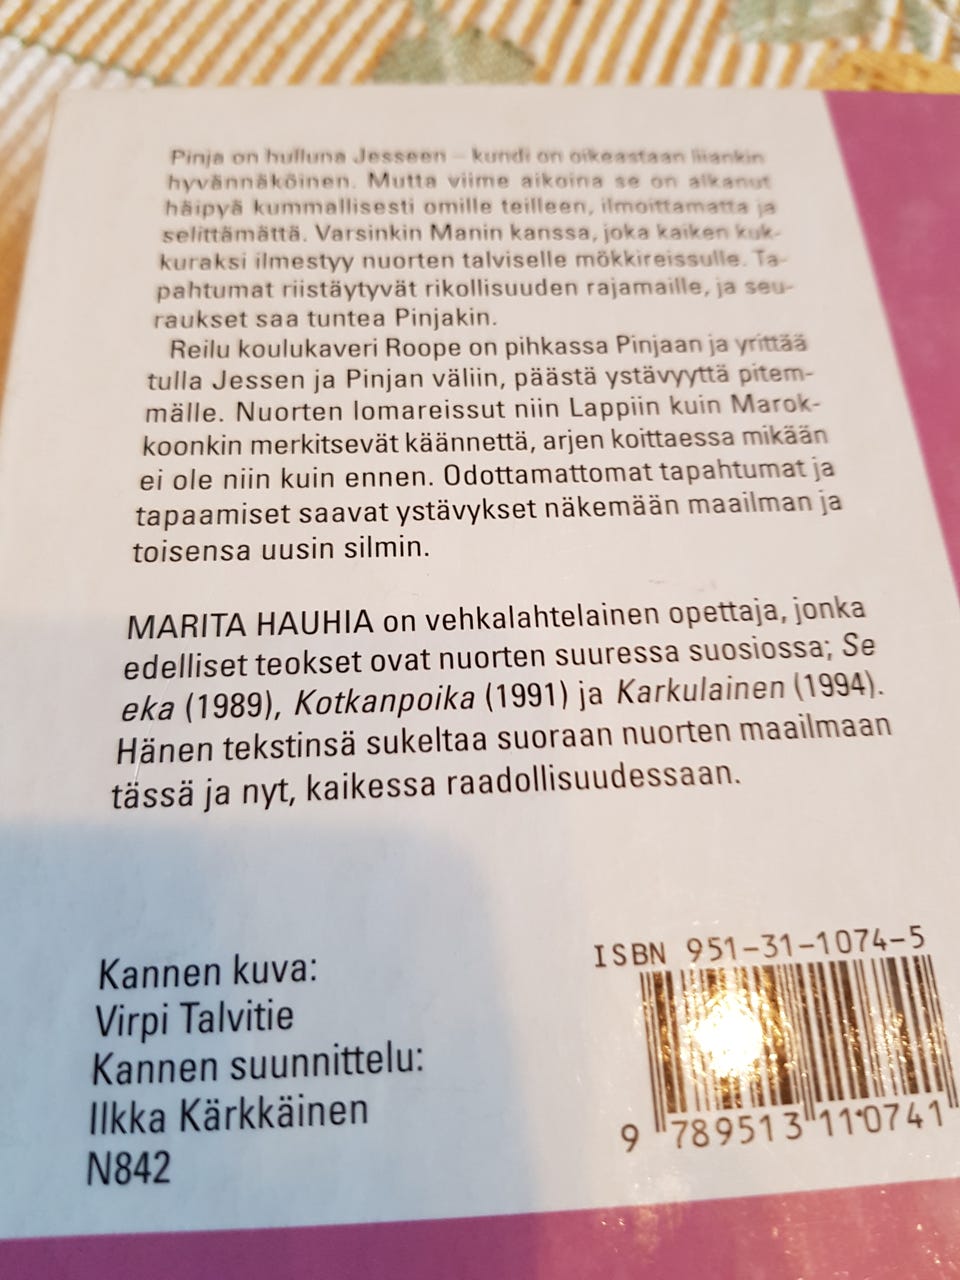 Pinja on hulluna Jesseen – kundi on oikeastaan liiankin
hyvännäköinen. Mutta viime aikoina se on alkanut
häipyä kummallisesti omille teilleen, ilmoittamatta ja
selittämättä. Varsinkin Manin kanssa, joka kaiken kuk-
kuraksi ilmestyy nuorten talviselle mökkireissulle. Ta-
pahtumat riistäytyvät rikollisuuden rajamaille, ja seu-
raukset saa tuntea Pinjakin.
Reilu koulukaveri Roope on pihkassa Pinjaan ja yrittää
tulla Jessen ja Pinjan väliin, päästä ystävyyttä pitem-
mälle. Nuorten lomareissut niin Lappiin kuin Marok-
koonkin merkitsevät käännettä, arjen koittaessa mikään
ei ole niin kuin ennen. Odottamattomat tapahtumat ja
tapaamiset saavat ystävykset näkemään maailman ja
toisensa uusin silmin.
MARITA HAUHIA on vehkalahtelainen opettaja, jonka
edelliset teokset ovat nuorten suuressa suosiossa; Se
eka (1989), Kotkanpoika (1991) ja Karkulainen (1994).
Hänen tekstinsä sukeltaa suoraan nuorten maailmaan
tässä ja nyt, kaikessa raadollisuudessaan.
Kannen kuva:
Virpi Talvitie
Kannen suunnittelu:
Ilkka Kärkkäinen
N842
ISBN 951-31-1074-5
9 789513 110741